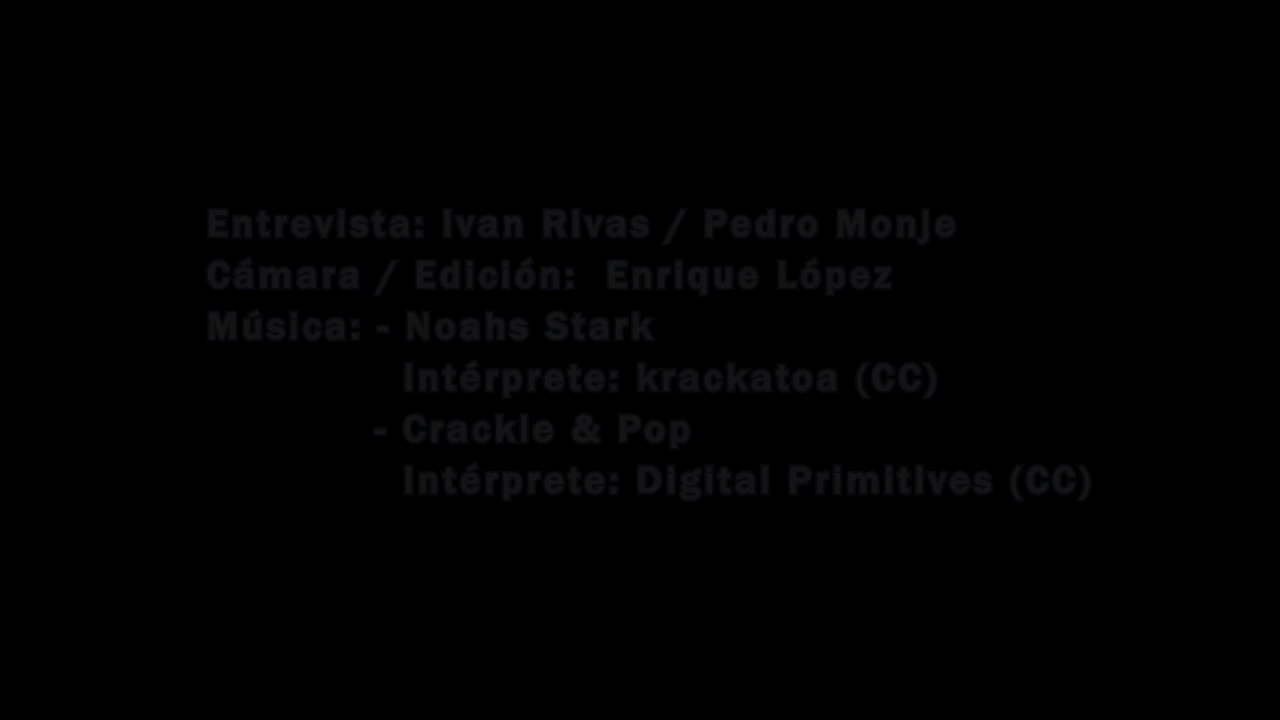 Entrevista: Ivan Rivas / Pedro Monje
Cámara / Edición: Enrique López
Música: - Noahs Stark
Intérprete: krackatoa (CC)
- Crackle & Pop
Intérprete: Digital Primitives (CC)